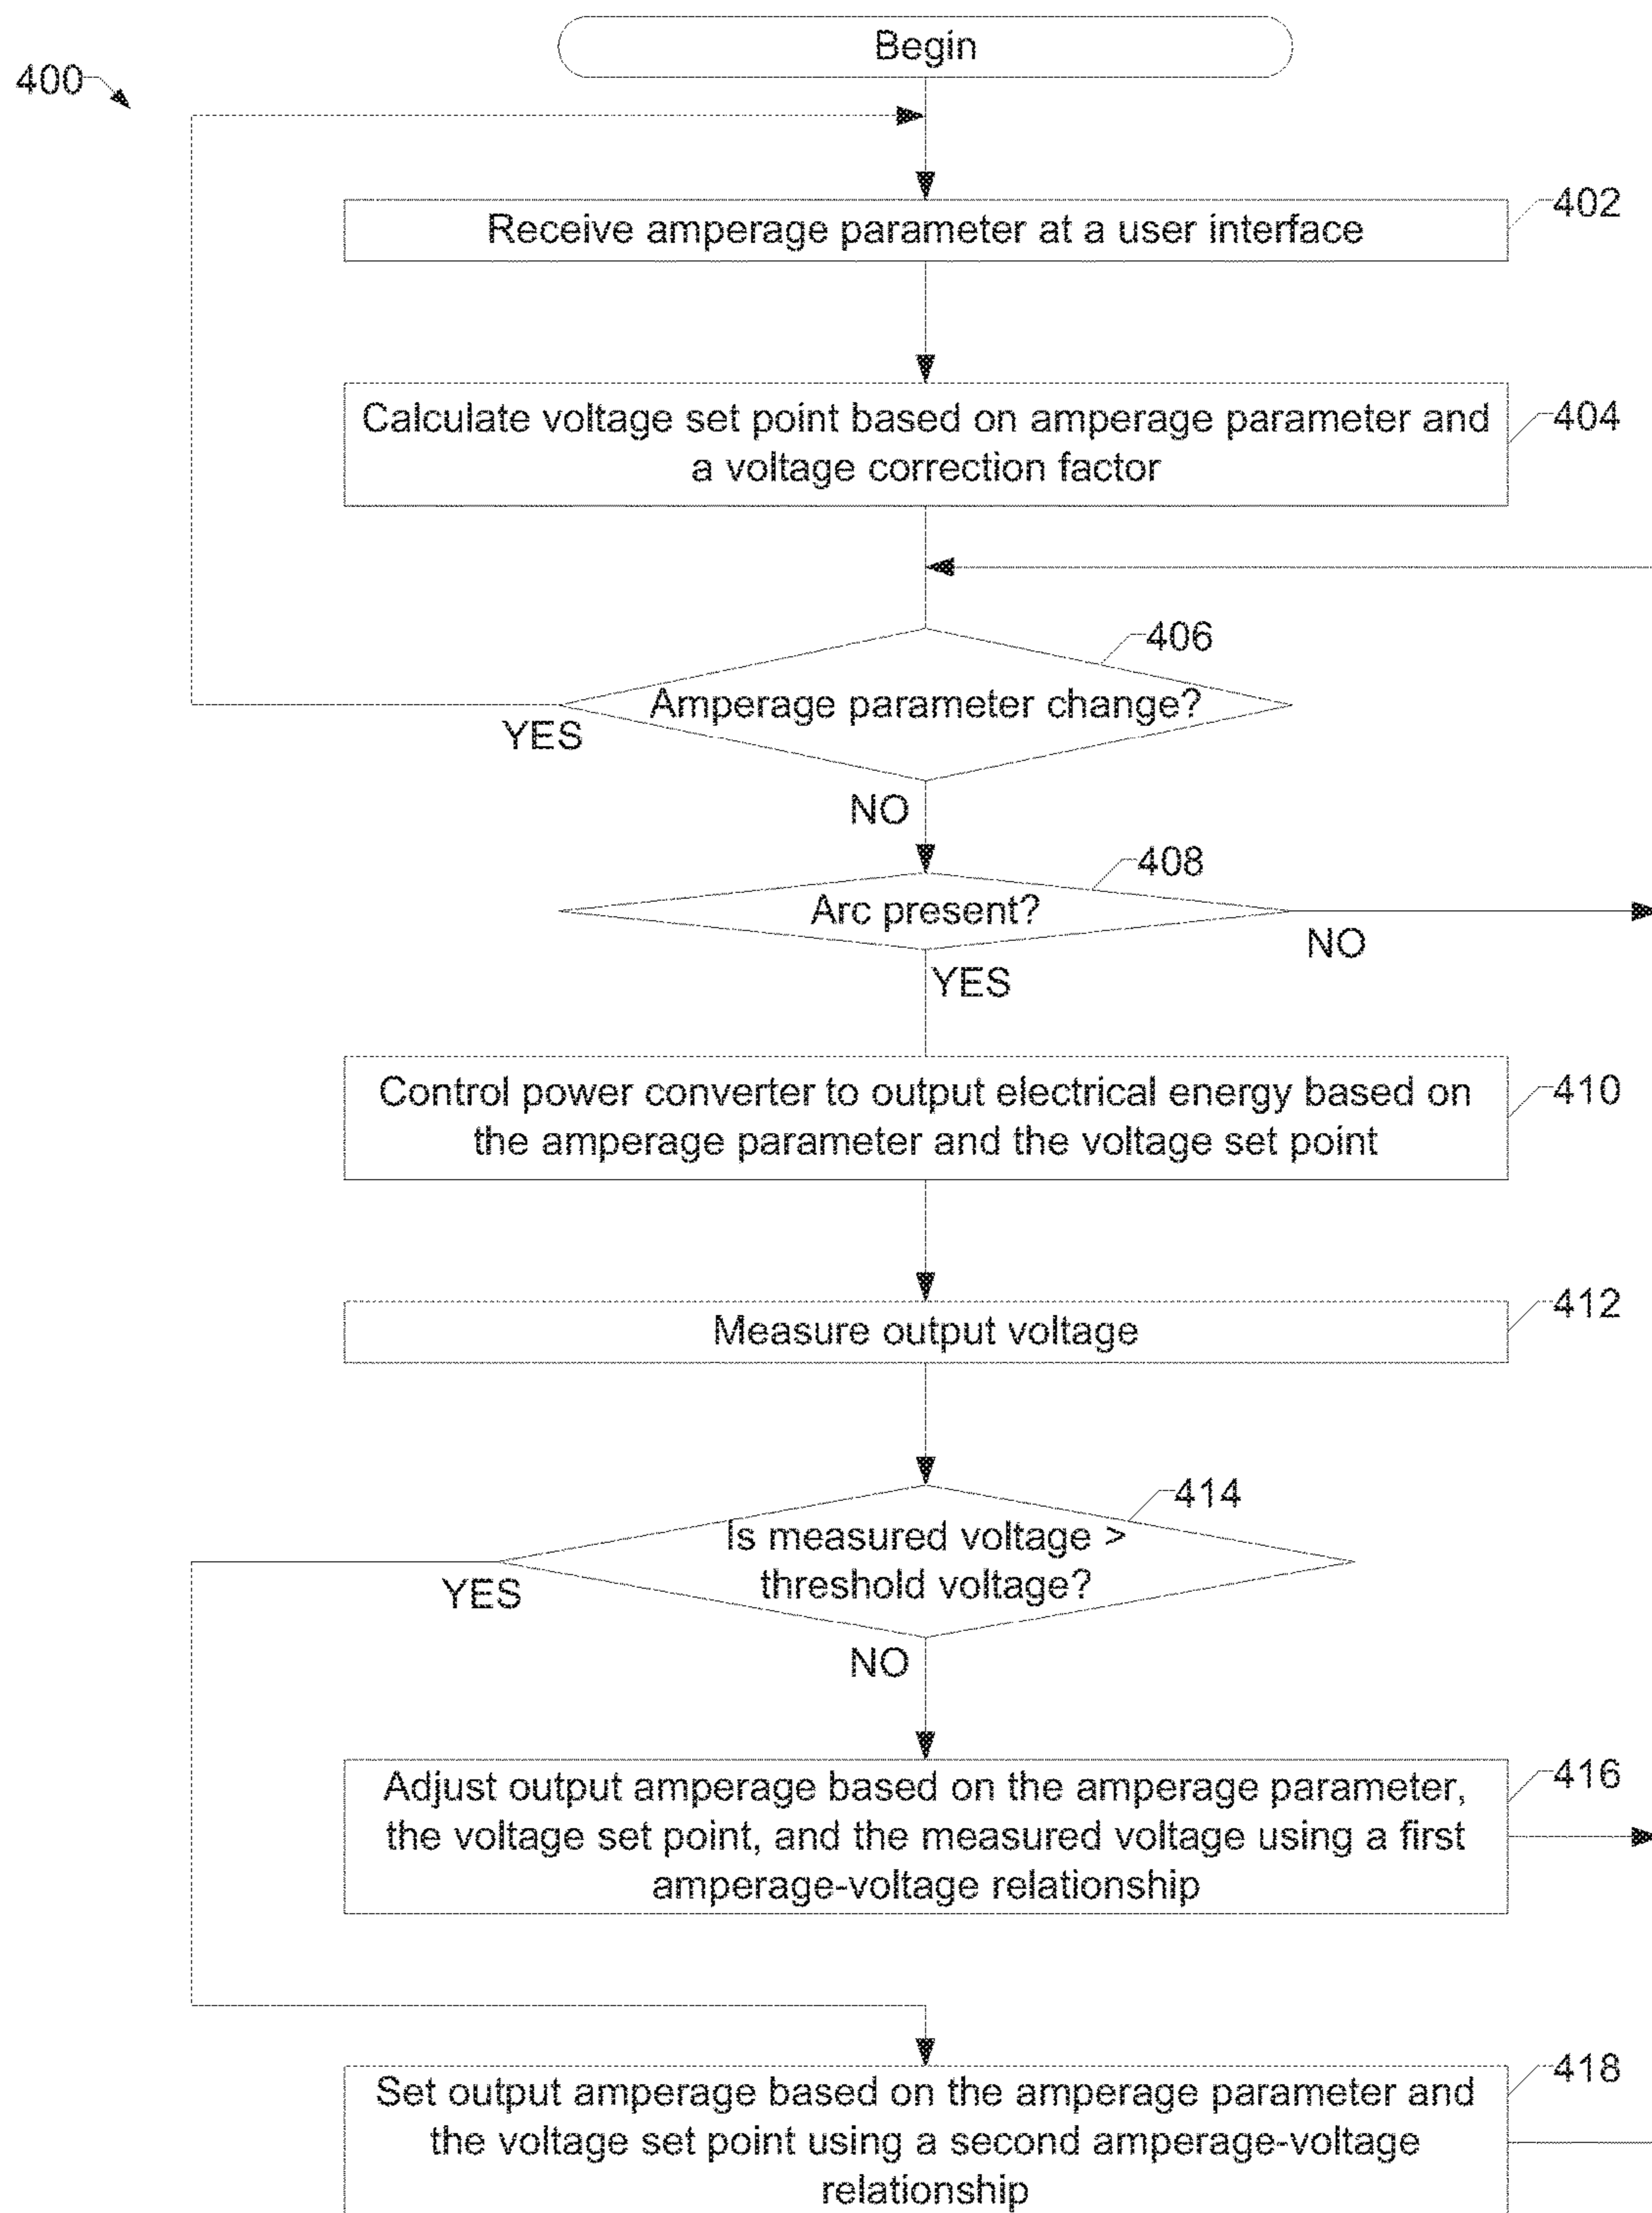 Begin
400
Receive amperage parameter at a user interface
402
Calculate voltage set point based on amperage parameter and
a voltage correction factor
404
406
Amperage parameter change?
YES
NO
408
Arc present?
NO
YES
Control power converter to output electrical energy based on
the amperage parameter and the voltage set point
410
Measure output voltage
412
414
Is measured voltage >
threshold voltage?
YES
NO
Adjust output amperage based on the amperage parameter,
the voltage set point, and the measured voltage using a first
amperage-voltage relationship
416
Set output amperage based on the amperage parameter and
the voltage set point using a second amperage-voltage
relationship
418